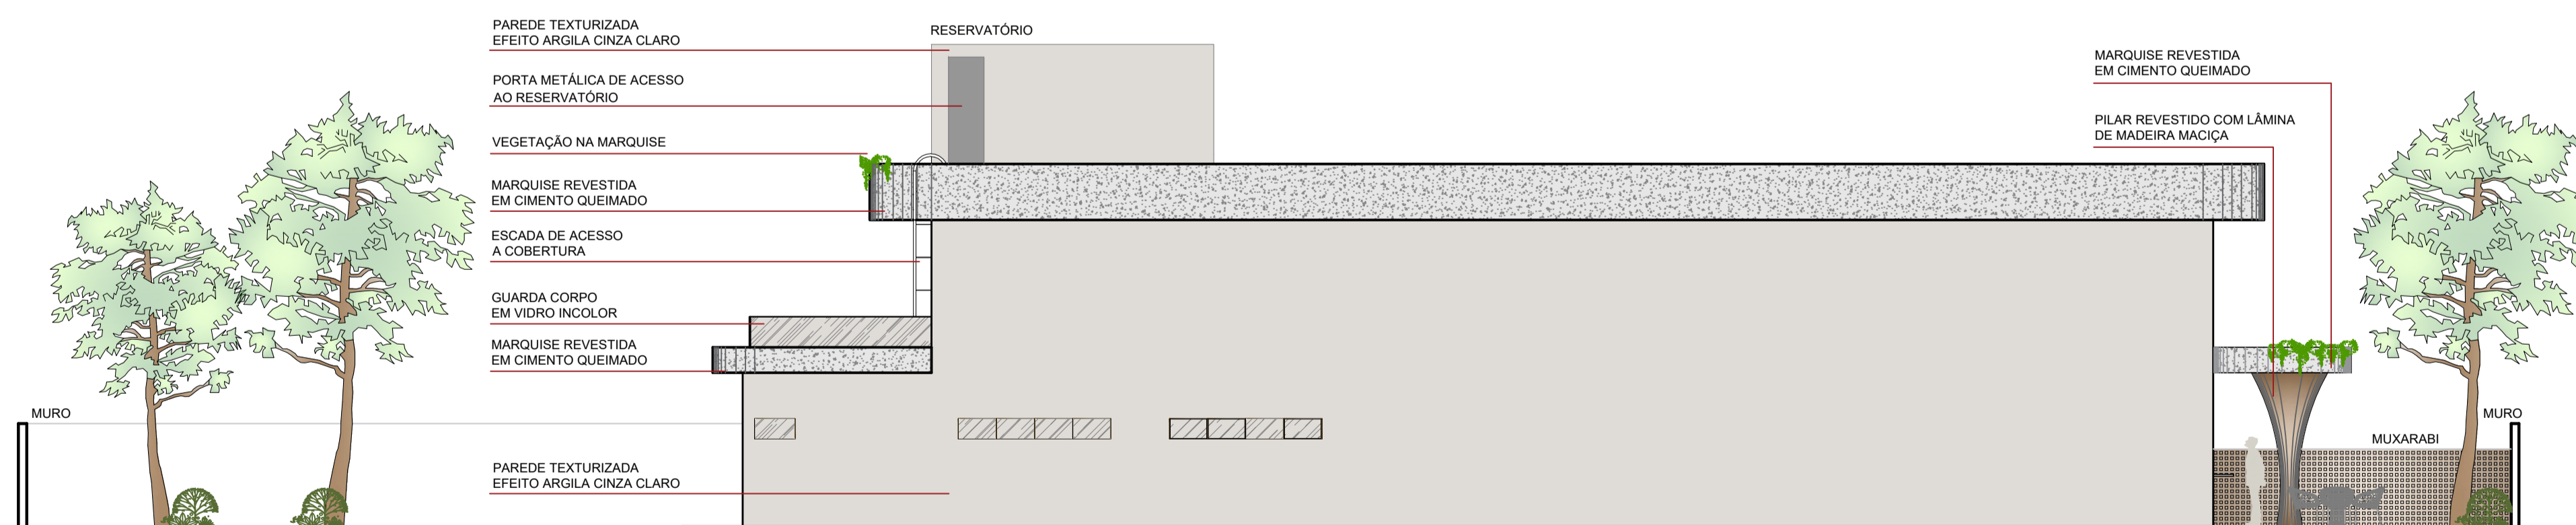 PAREDE TEXTURIZADA
EFEITO ARGILA CINZA CLARO
RESERVATÓRIO
PORTA METÁLICA DE ACESSO
AO RESERVATÓRIO
VEGETAÇÃO NA MARQUISE
MARQUISE REVESTIDA
EM CIMENTO QUEIMADO
ESCADA DE ACESSO
A COBERTURA
GUARDA CORPO
EM VIDRO INCOLOR
MARQUISE REVESTIDA
EM CIMENTO QUEIMADO
MURO
PAREDE TEXTURIZADA
EFEITO ARGILA CINZA CLARO
MARQUISE REVESTIDA
EM CIMENTO QUEIMADO
PILAR REVESTIDO COM LÂMINA
DE MADEIRA MACIÇA
MURO
MUXARABI